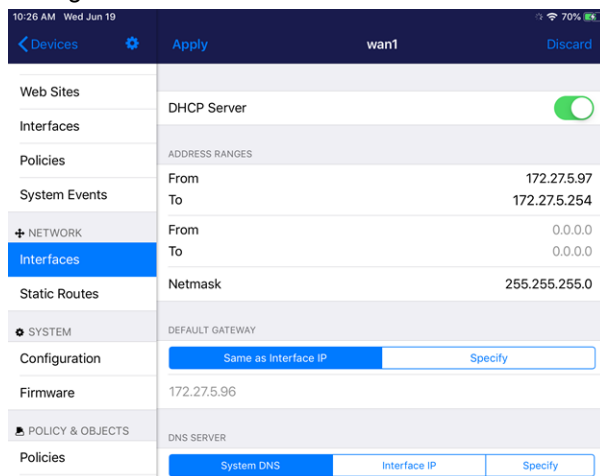 10:26 AM Wed Jun 19
70%
Devices
Apply
wan1
Discard
Web Sites
Interfaces
Policies
System Events
NETWORK
Interfaces
Static Routes
SYSTEM
Configuration
Firmware
POLICY & OBJECTS
Policies
DHCP Server
ADDRESS RANGES
From 172.27.5.97
To 172.27.5.254
From 0.0.0.0
To 0.0.0.0
Netmask 255.255.255.0
DEFAULT GATEWAY
Same as Interface IP Specify
172.27.5.96
DNS SERVER
System DNS Interface IP Specify